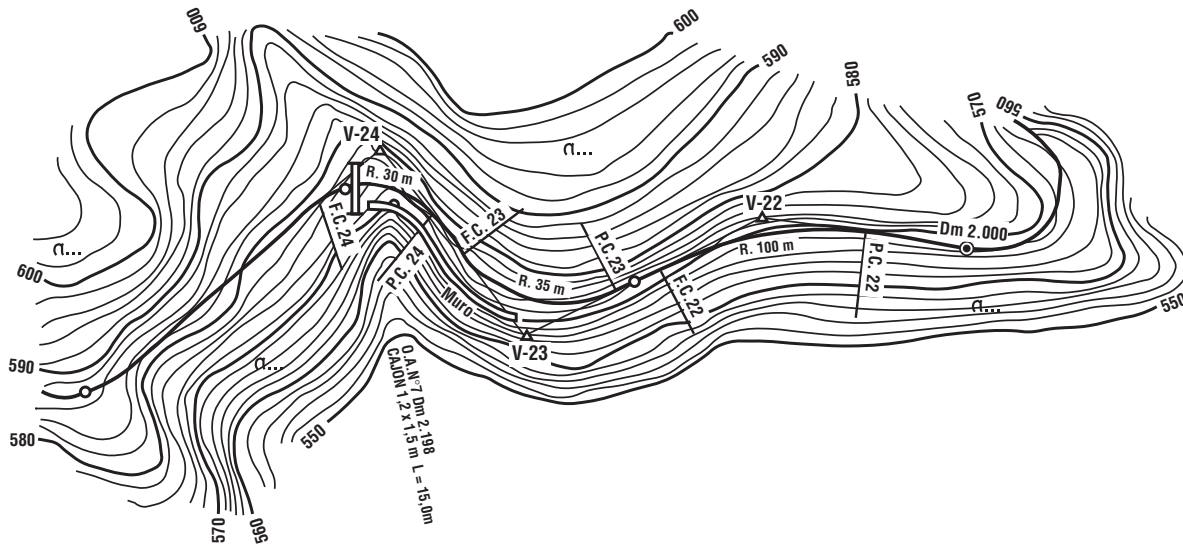 600
600
590
580
570
560
V-24
R. 30 m
a...
F.C. 23
F.C. 24
P.C. 24
P.C. 23
V-22
Dm 2.000
R. 100 m
P.C. 22
F.C. 22
R. 35 m
Muro
V-23
a...
600
a...
550
590
a...
580
550
O.A.N°7 Dm 2.198
CAJON 1,2 x 1,5 m L = 15,0m
570
560